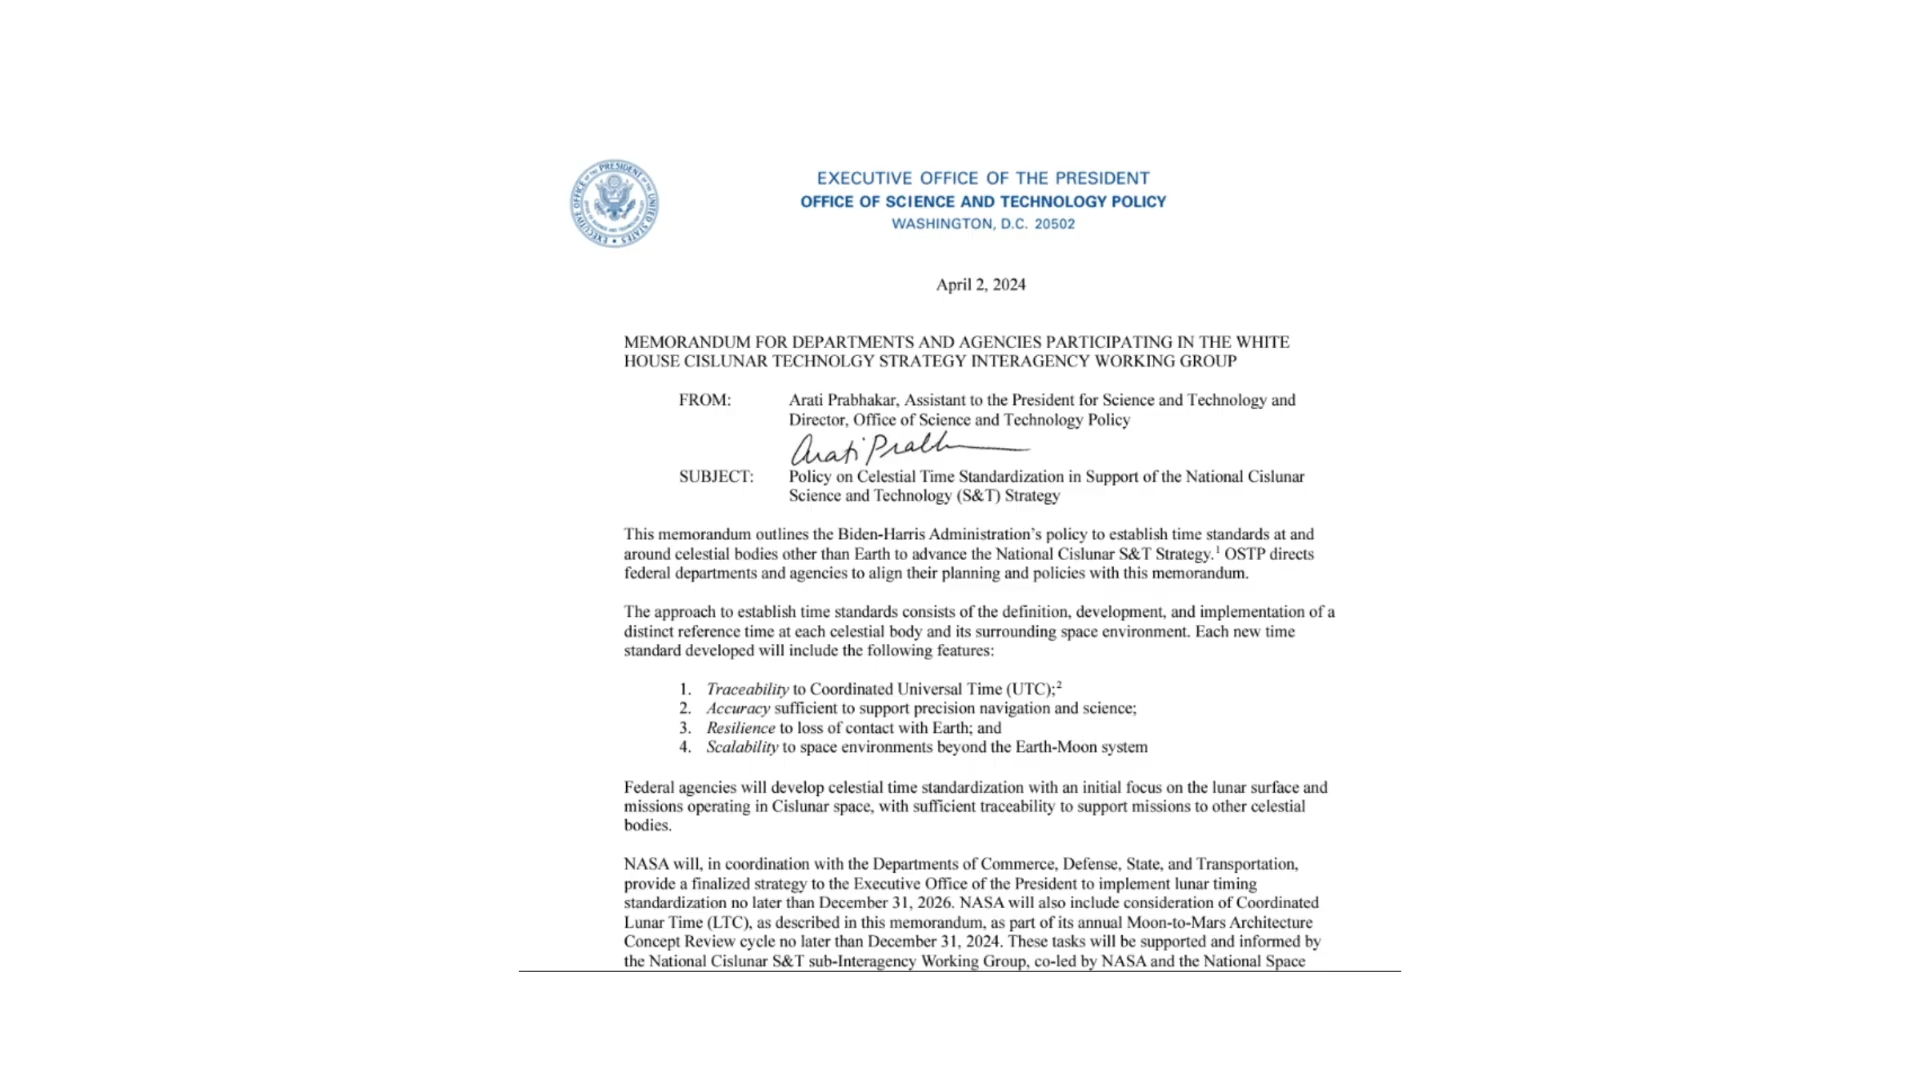 EXECUTIVE OFFICE OF THE PRESIDENT
OFFICE OF SCIENCE AND TECHNOLOGY POLICY
WASHINGTON, D.C. 20502
April 2, 2024
MEMORANDUM FOR DEPARTMENTS AND AGENCIES PARTICIPATING IN THE WHITE
HOUSE CISLUNAR TECHNOLGY STRATEGY INTERAGENCY WORKING GROUP
FROM: Arati Prabhakar, Assistant to the President for Science and Technology and
Director, Office of Science and Technology Policy
SUBJECT: Policy on Celestial Time Standardization in Support of the National Cislunar
Science and Technology (S&T) Strategy
This memorandum outlines the Biden-Harris Administration’s policy to establish time standards at and
around celestial bodies other than Earth to advance the National Cislunar S&T Strategy.¹ OSTP directs
federal departments and agencies to align their planning and policies with this memorandum.
The approach to establish time standards consists of the definition, development, and implementation of a
distinct reference time at each celestial body and its surrounding space environment. Each new time
standard developed will include the following features:
1. Traceability to Coordinated Universal Time (UTC);²
2. Accuracy sufficient to support precision navigation and science;
3. Resilience to loss of contact with Earth; and
4. Scalability to space environments beyond the Earth-Moon system
Federal agencies will develop celestial time standardization with an initial focus on the lunar surface and
missions operating in Cislunar space, with sufficient traceability to support missions to other celestial
bodies.
NASA will, in coordination with the Departments of Commerce, Defense, State, and Transportation,
provide a finalized strategy to the Executive Office of the President to implement lunar timing
standardization no later than December 31, 2026. NASA will also include consideration of Coordinated
Lunar Time (LTC), as described in this memorandum, as part of its annual Moon-to-Mars Architecture
Concept Review cycle no later than December 31, 2024. These tasks will be supported and informed by
the National Cislunar S&T sub-Interagency Working Group, co-led by NASA and the National Space